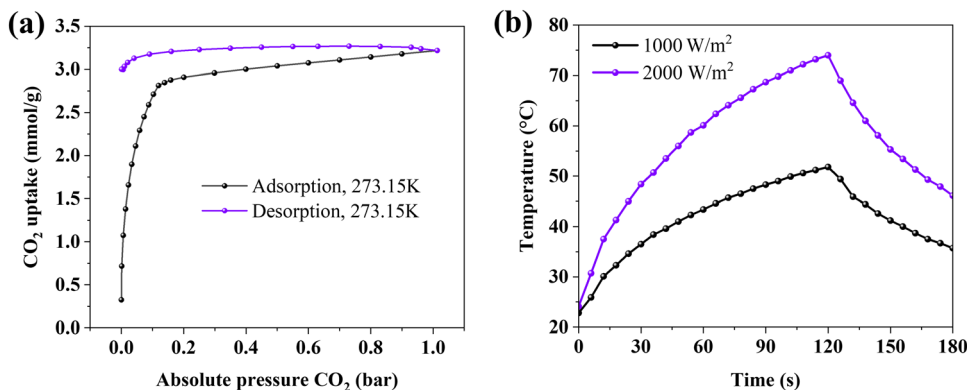 (a)
3.5
3.0
2.5
2.0
1.5
1.0
0.5
0.0
CO₂ uptake (mmol/g)
Adsorption, 273.15K
Desorption, 273.15K
0.0 0.2 0.4 0.6 0.8 1.0
Absolute pressure CO₂ (bar)
(b)
80
70
60
50
40
30
20
Temperature (°C)
1000 W/m²
2000 W/m²
0 30 60 90 120 150 180
Time (s)